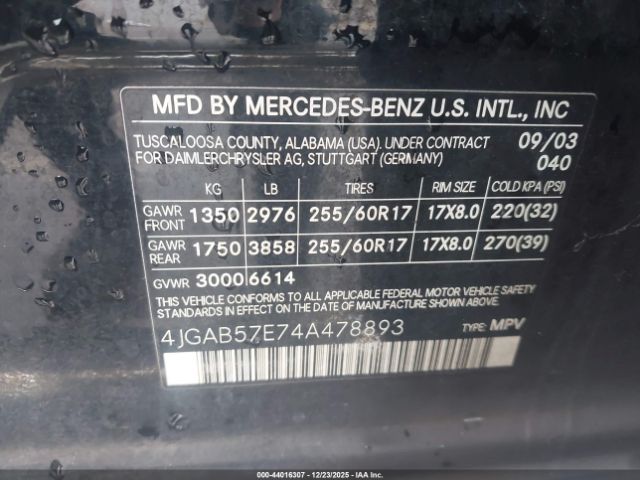 MFD BY MERCEDES-BENZ U.S. INTL., INC
TUSCALOOSA COUNTY, ALABAMA (USA). UNDER CONTRACT 09/03
FOR DAIMLERCHRYSLER AG, STUTTGART (GERMANY) 040
KG LB TIRES RIM SIZE COLD KPA (PSI)
GAWR FRONT 1350 2976 255/60R17 17X8.0 220(32)
GAWR REAR 1750 3858 255/60R17 17X8.0 270(39)
GVWR 3000 6614
THIS VEHICLE CONFORMS TO ALL APPLICABLE FEDERAL MOTOR VEHICLE SAFETY
STANDARDS IN EFFECT ON THE DATE OF MANUFACTURE SHOWN ABOVE.
4JGAB57E74A478893 TYPE: MPV
000-44016307 - 12/23/2025 - IAAI.COM